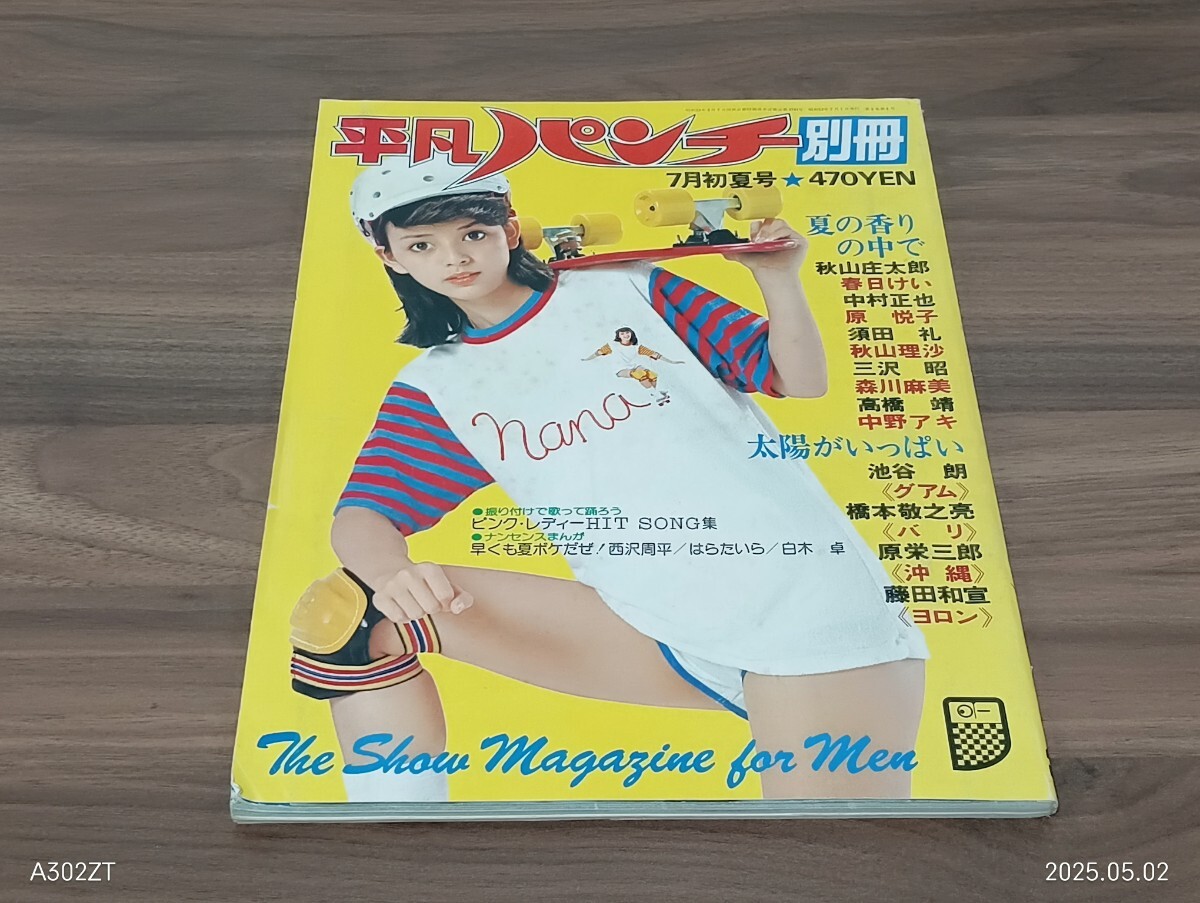 平凡パンチ 別冊
7月初夏号★470YEN
夏の香り
の中で
秋山庄太郎
春日けい
中村正也
原 悦子
須田 礼
秋山理沙
三沢 昭
森川麻美
高橋 靖
中野アキ
太陽がいっぱい
池谷 朗
《グアム》
橋本敬之亮
《バリ》
原栄三郎
《沖縄》
藤田和宣
《ヨロン》
nana
●振り付けで歌って踊ろう
ピンク・レディーHIT SONG集
●ナンセンスまんが
早くも夏ボケだぜ!西沢周平/はらたいら/白木 卓
The Show Magazine for Men
A302ZT
2025.05.02